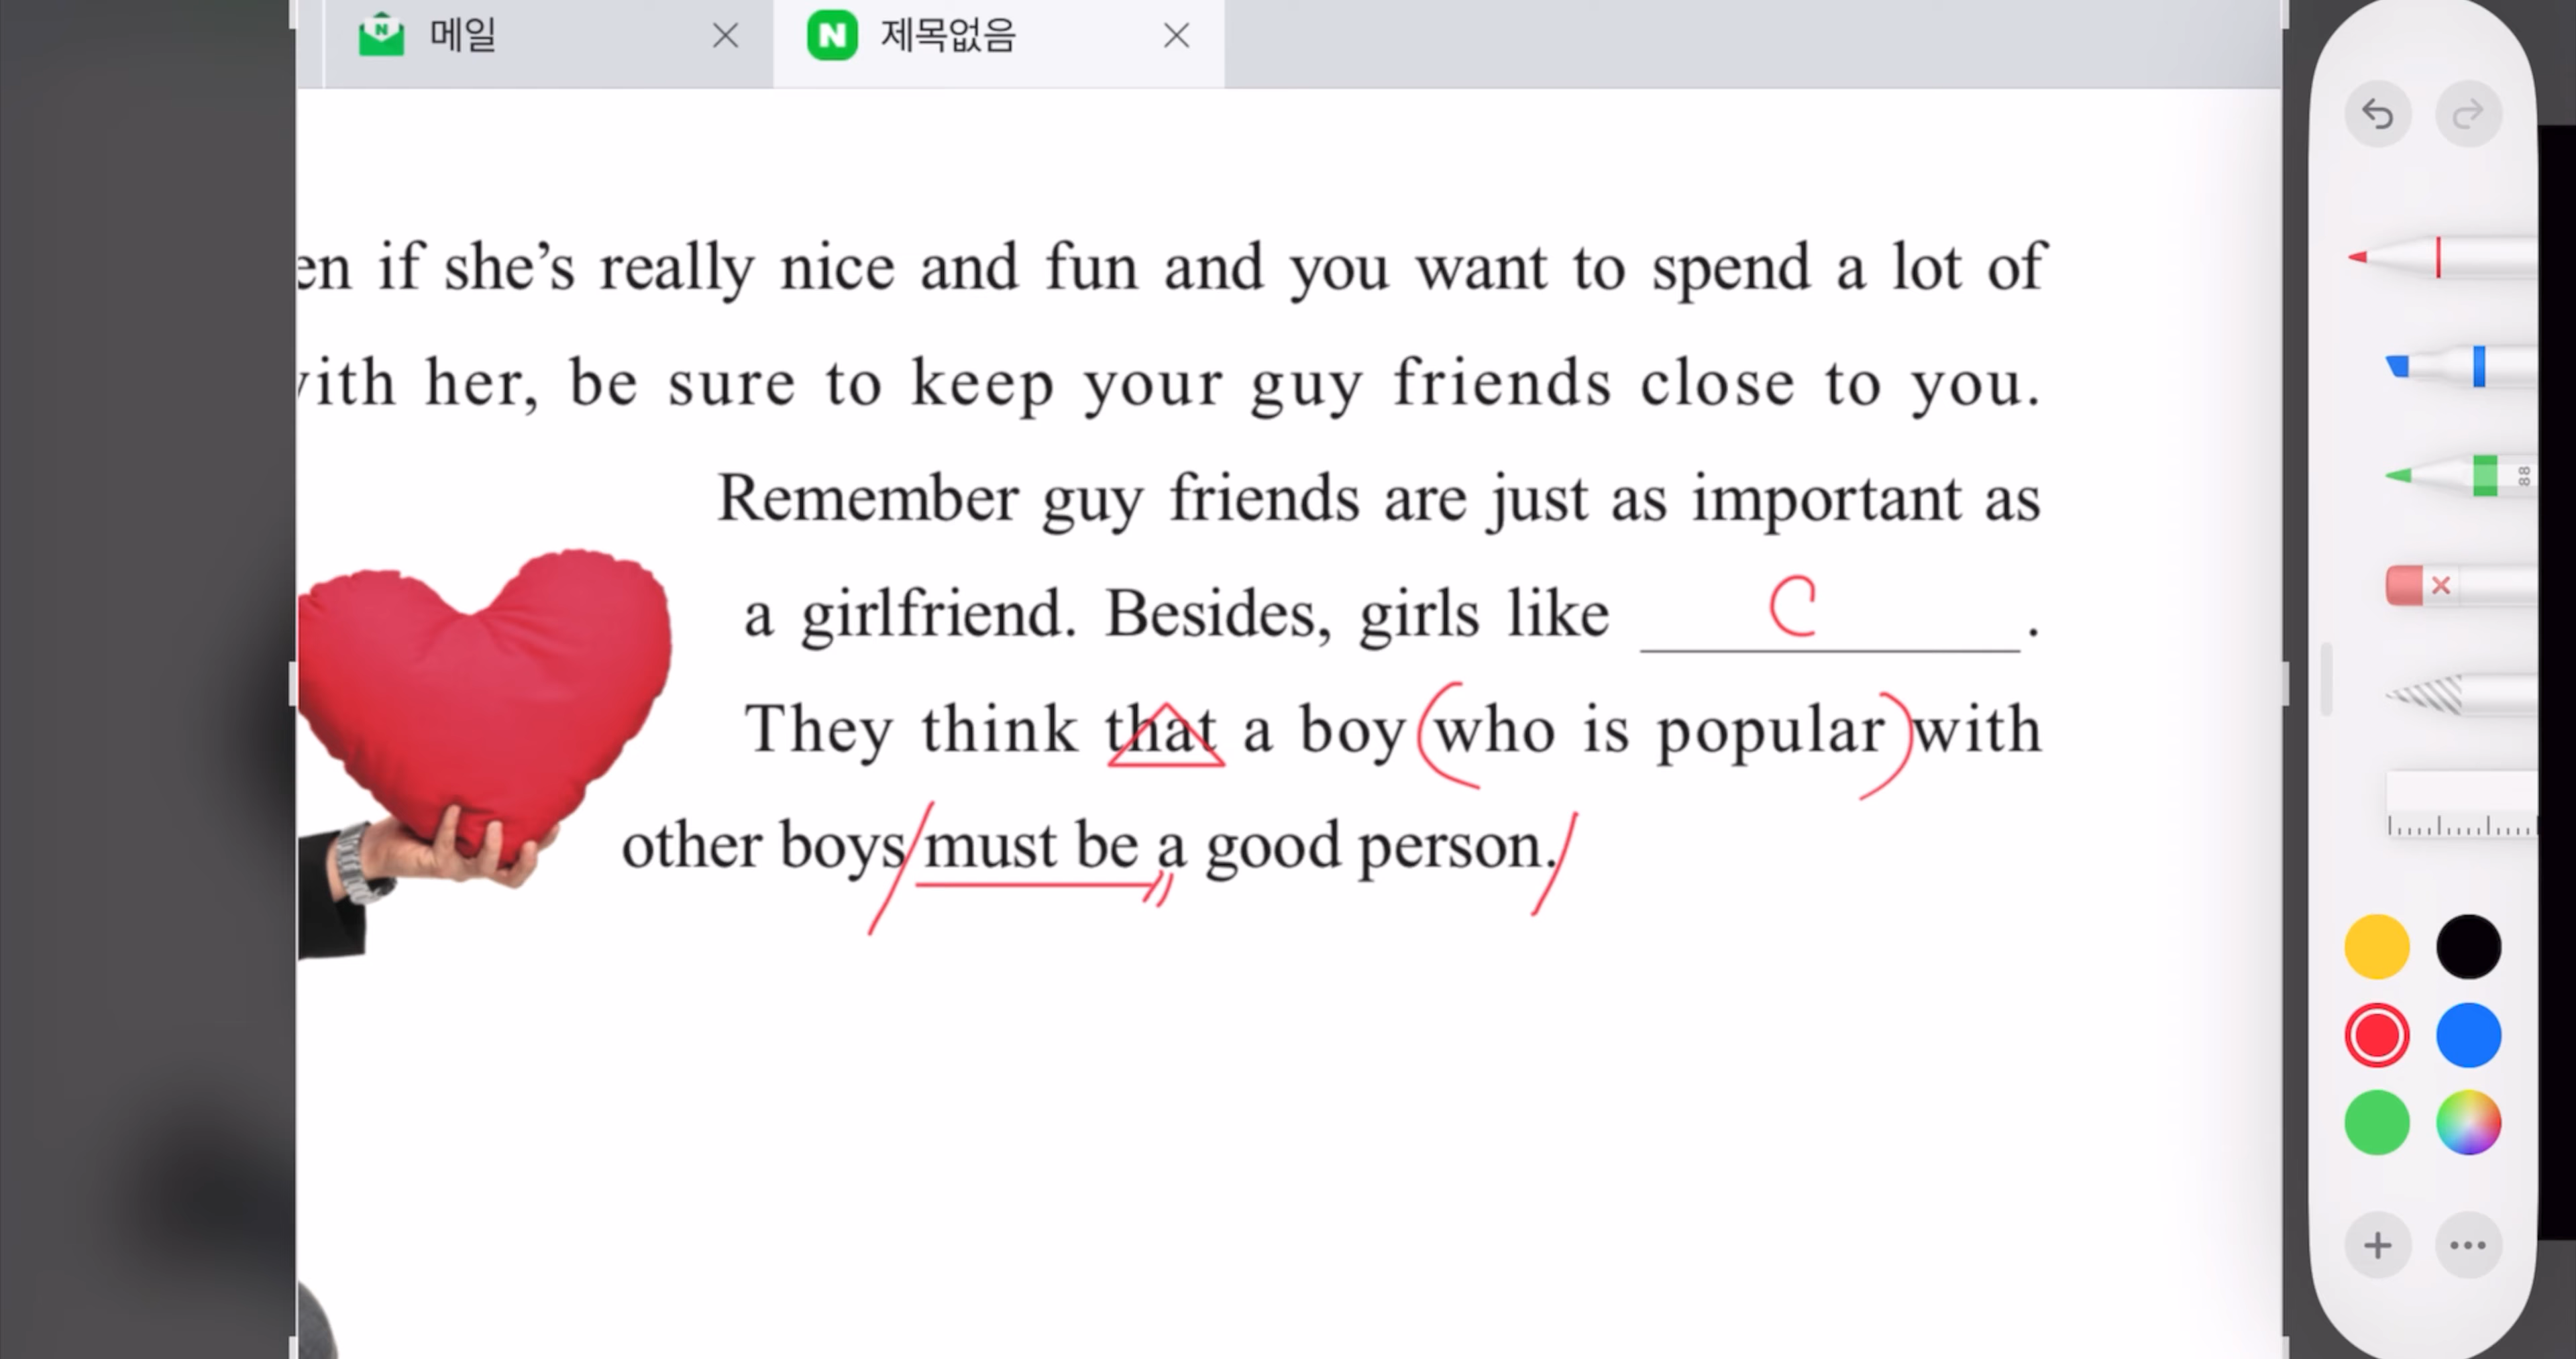 메일
제목없음
en if she's really nice and fun and you want to spend a lot of
with her, be sure to keep your guy friends close to you.
Remember guy friends are just as important as
a girlfriend. Besides, girls like C.
They think that a boy who is popular with
other boys must be a good person.
88